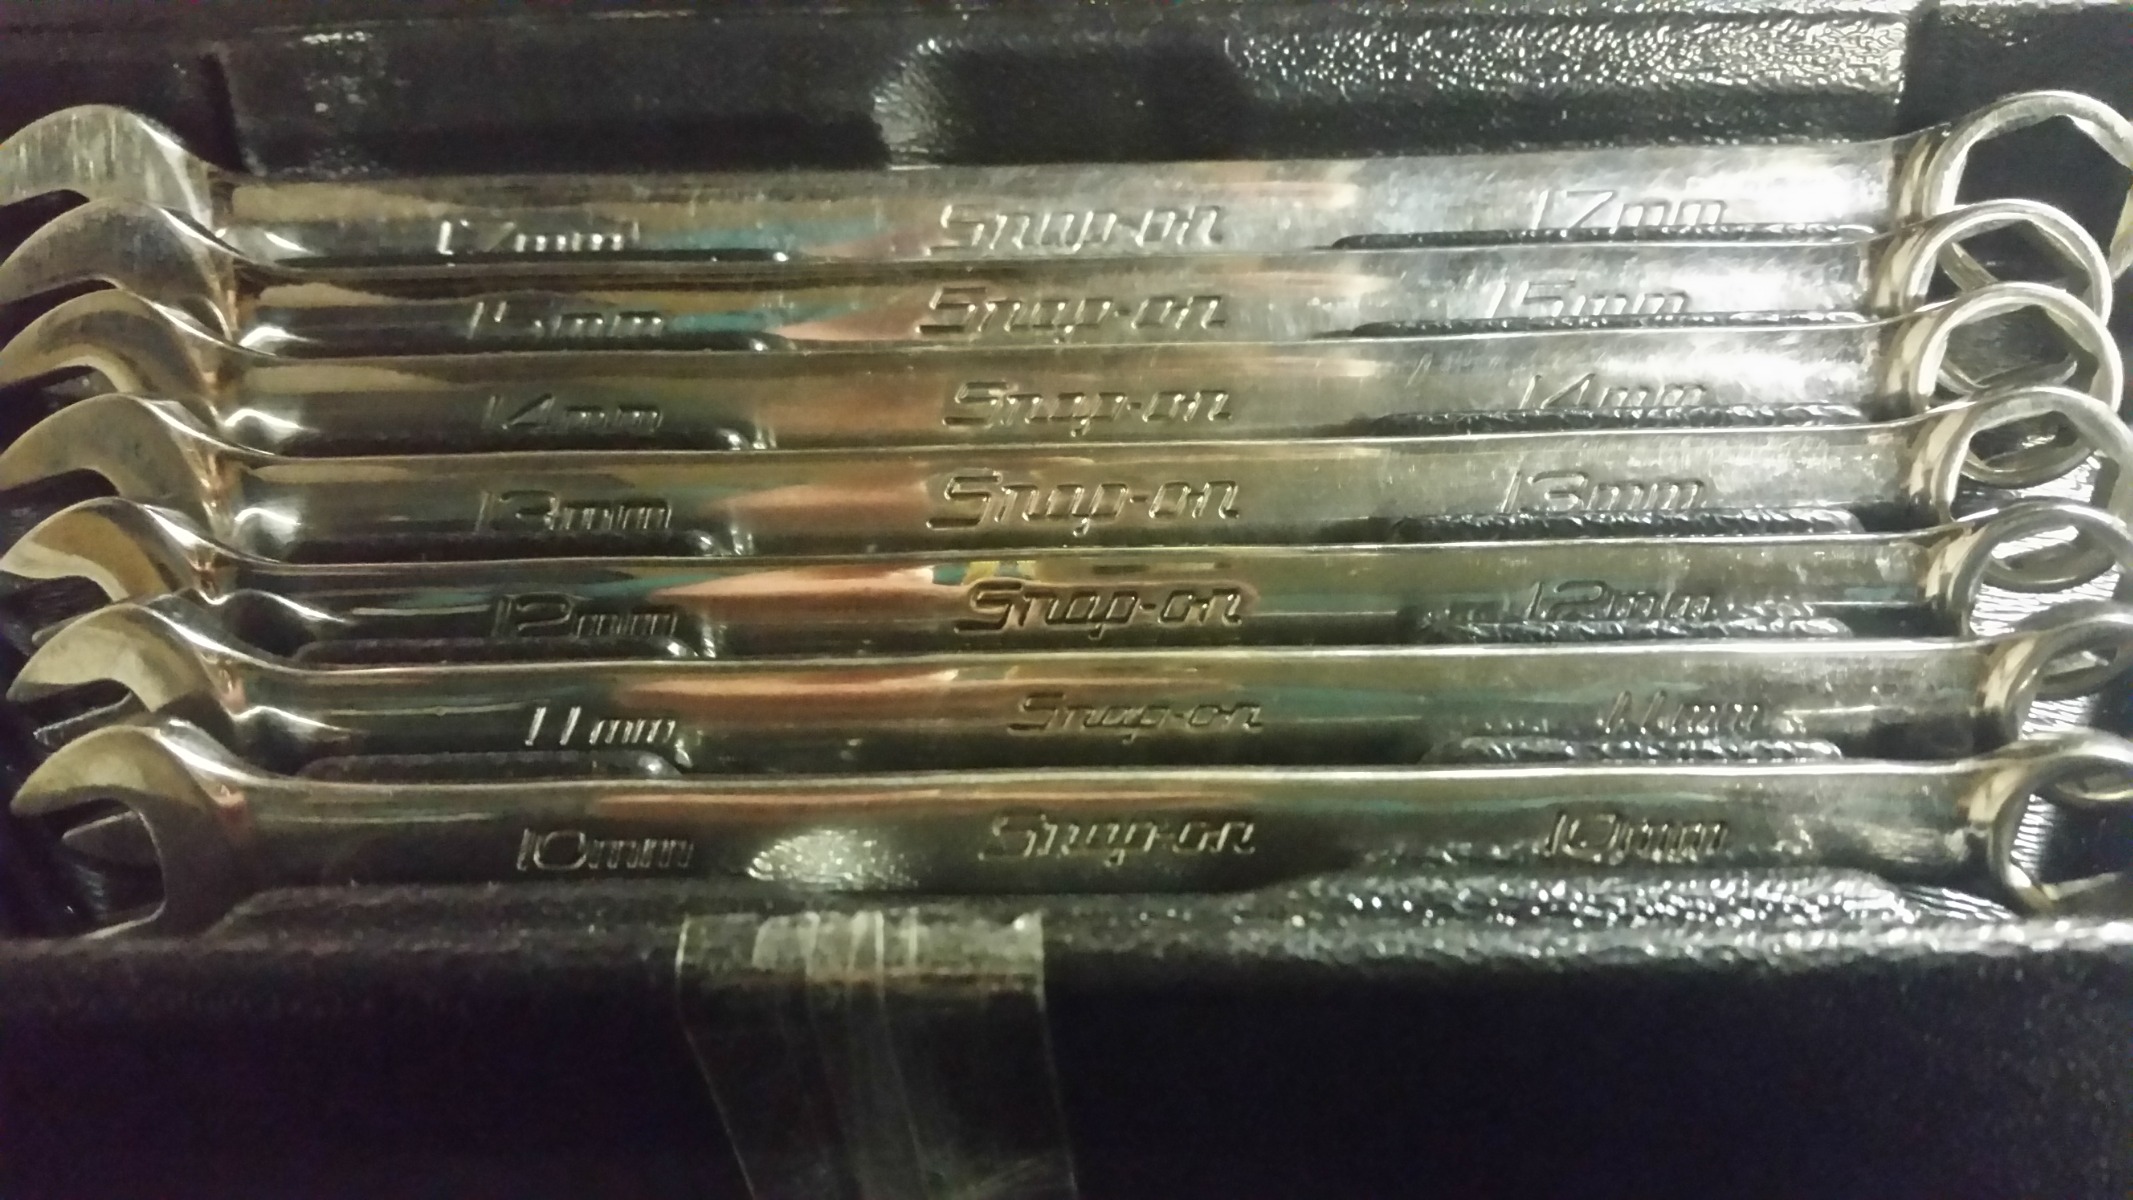 17mm Snap-on 17mm
15mm Snap-on 15mm
14mm Snap-on 14mm
13mm Snap-on 13mm
12mm Snap-on 12mm
11mm Snap-on 11mm
10mm Snap-on 10mm